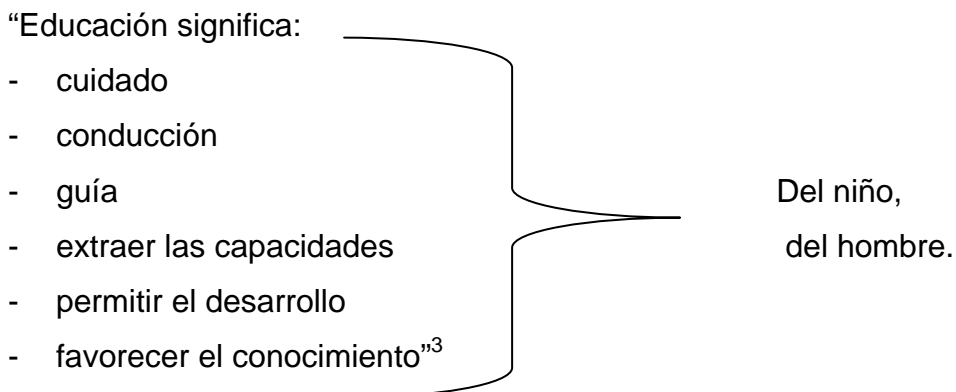 “Educación significa:
- cuidado
- conducción
- guía
- extraer las capacidades
- permitir el desarrollo
- favorecer el conocimiento”3
Del niño,
del hombre.